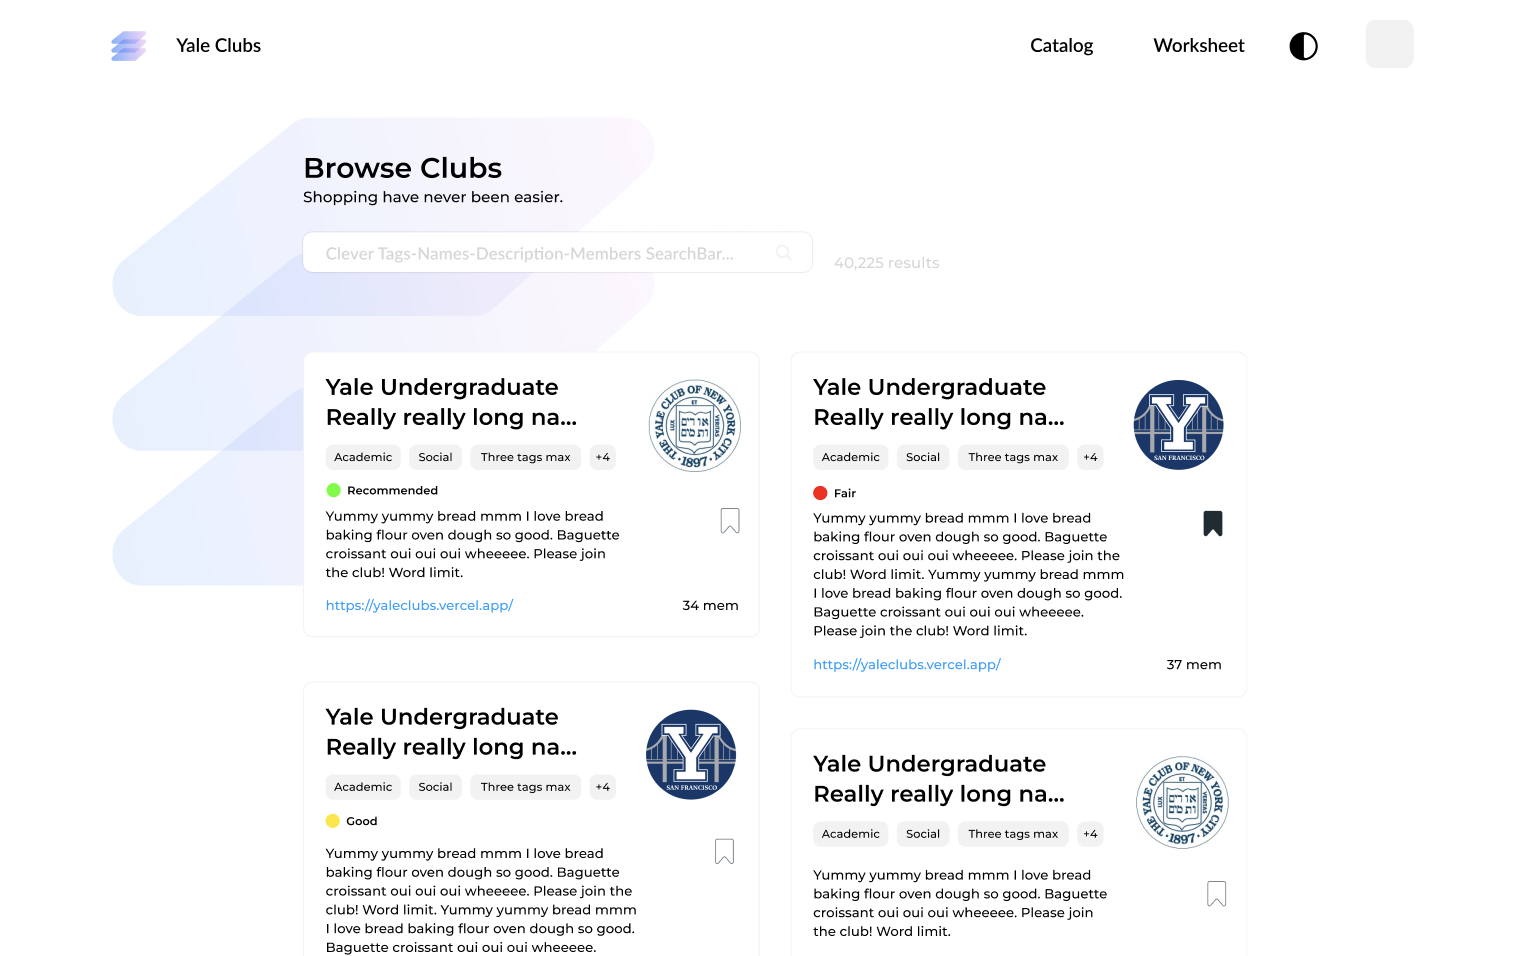 Yale Clubs
Catalog
Worksheet
Browse Clubs
Shopping have never been easier.
Clever Tags-Names-Description-Members SearchBar...
40,225 results
Yale Undergraduate
Really really long na...
Academic
Social
Three tags max
+4
Recommended
Yummy yummy bread mmm I love bread
baking flour oven dough so good. Baguette
croissant oui oui oui wheeeee. Please join
the club! Word limit.
https://yaleclubs.vercel.app/
34 mem
THE YALE CLUB OF NEW YORK CITY
ET
VERITAS
·1897·
Yale Undergraduate
Really really long na...
Academic
Social
Three tags max
+4
Fair
Yummy yummy bread mmm I love bread
baking flour oven dough so good. Baguette
croissant oui oui oui wheeeee. Please join the
club! Word limit. Yummy yummy bread mmm
I love bread baking flour oven dough so good.
Baguette croissant oui oui oui wheeeee.
Please join the club! Word limit.
https://yaleclubs.vercel.app/
37 mem
Y
SAN FRANCISCO
Yale Undergraduate
Really really long na...
Academic
Social
Three tags max
+4
Good
Yummy yummy bread mmm I love bread
baking flour oven dough so good. Baguette
croissant oui oui oui wheeeee. Please join the
club! Word limit. Yummy yummy bread mmm
I love bread baking flour oven dough so good.
Baguette croissant oui oui oui wheeeee.
Y
SAN FRANCISCO
Yale Undergraduate
Really really long na...
Academic
Social
Three tags max
+4
Yummy yummy bread mmm I love bread
baking flour oven dough so good. Baguette
croissant oui oui oui wheeeee. Please join
the club! Word limit.
THE YALE CLUB OF NEW YORK CITY
ET
VERITAS
·1897·